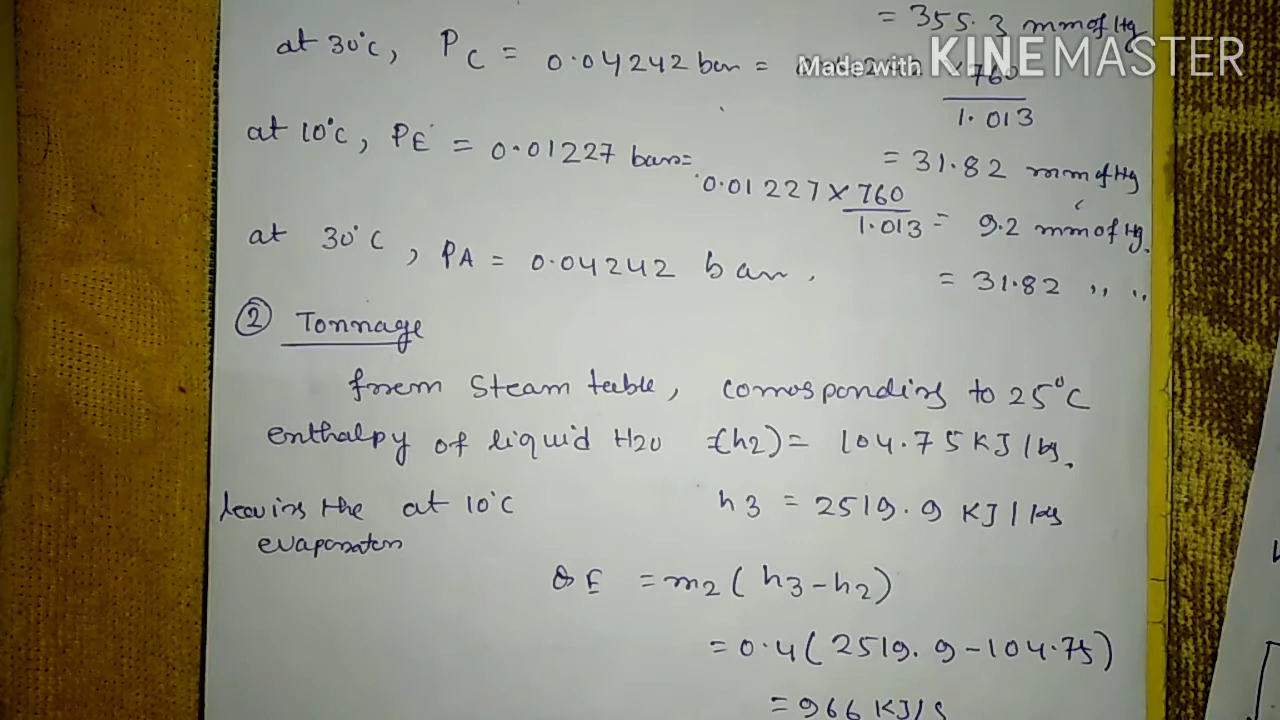 = 355.3 mm of Hg
at 30°C, PC = 0.04242 bar = × 760
Made with KINEMASTER
1.013
= 31.82 mm of Hg
at 10°C, PE = 0.01227 bar =
0.01227 × 760
1.013 = 9.2 mm of Hg.
at 30°C, PA = 0.04242 bar.
= 31.82 ,, ,,
② Tonnage
from Steam table, corrosponding to 25°C
enthalpy of liquid H2O (h2) = 104.75 KJ/kg.
leaving the at 10°C h3 = 2519.9 KJ/kg
evaporator
QE = m2 (h3 - h2)
= 0.4 (2519.9 - 104.75)
= 966 KJ/s